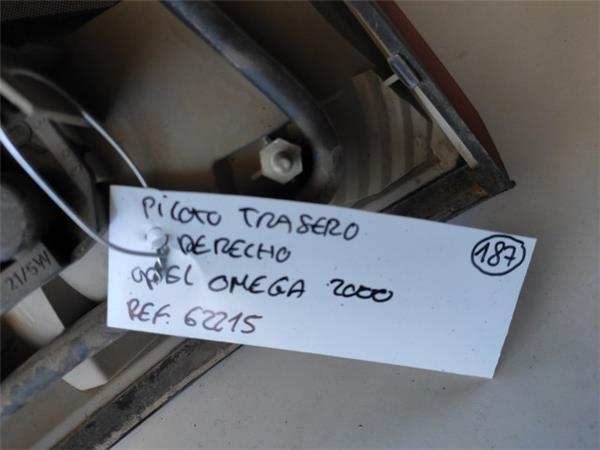 PILOTO TRASERO
DERECHO
OPEL OMEGA 2000
REF. 62215
187
21/5W